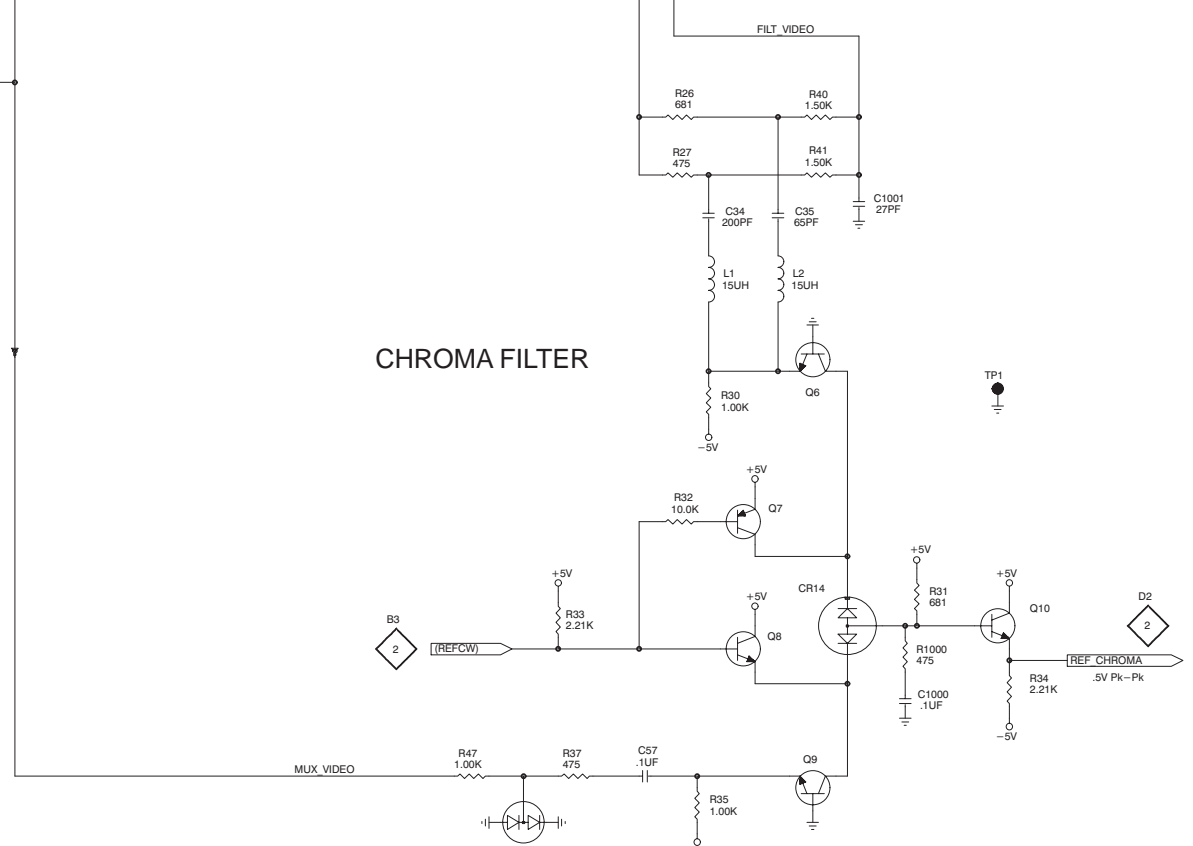 FILT_VIDEO
R26
681
R40
1.50K
R27
475
R41
1.50K
C34
200PF
C35
65PF
C1001
27PF
L1
15UH
L2
15UH
CHROMA FILTER
Q6
TP1
R30
1.00K
−5V
+5V
R32
10.0K
Q7
+5V
R33
2.21K
B3
2
(REFCW)
+5V
Q8
CR14
+5V
R31
681
+5V
Q10
D2
2
R1000
475
C1000
.1UF
REF_CHROMA
.5V Pk−Pk
R34
2.21K
−5V
MUX_VIDEO
R47
1.00K
R37
475
C57
.1UF
Q9
R35
1.00K